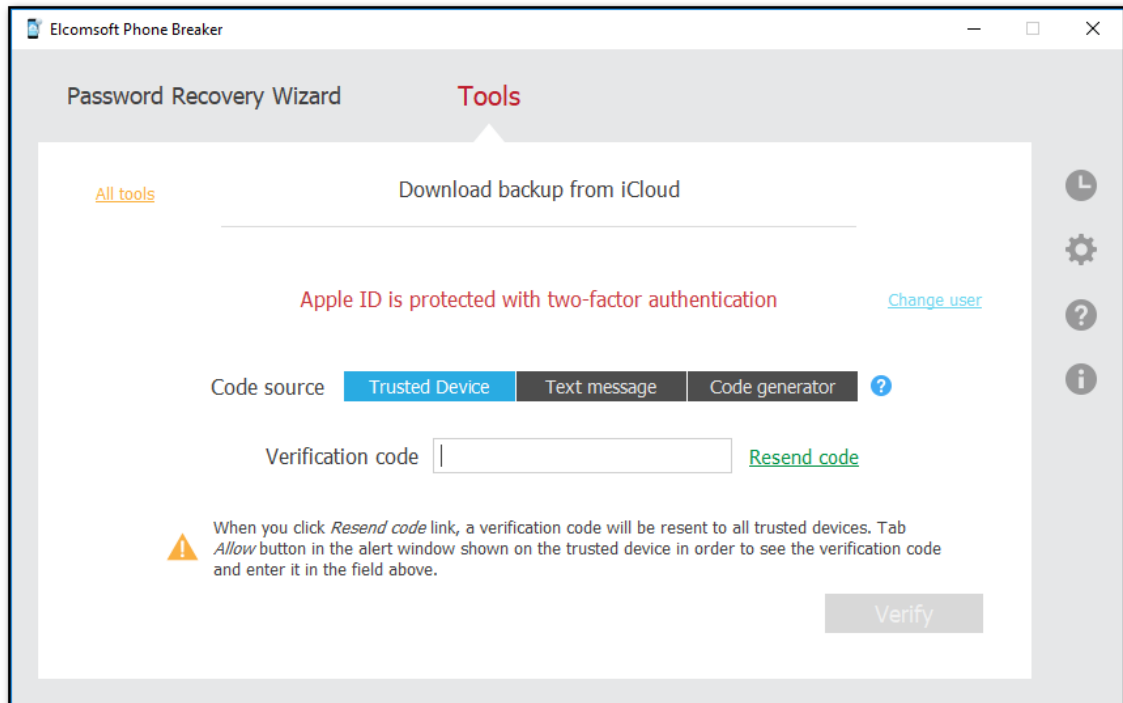 Elcomsoft Phone Breaker
Password Recovery Wizard Tools
All tools
Download backup from iCloud
Apple ID is protected with two-factor authentication
Change user
Code source Trusted Device Text message Code generator ?
Verification code Resend code
When you click Resend code link, a verification code will be resent to all trusted devices. Tab
Allow button in the alert window shown on the trusted device in order to see the verification code
and enter it in the field above.
Verify